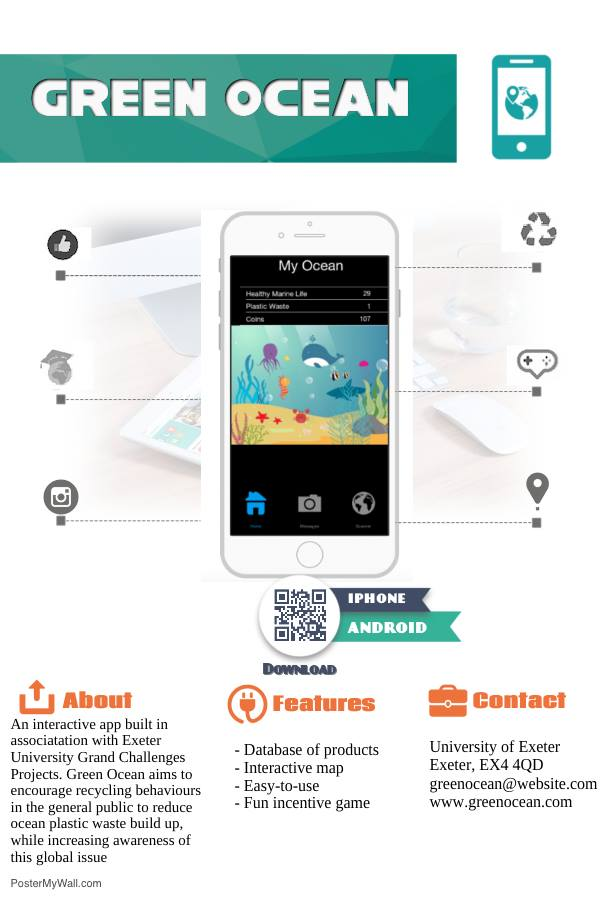 GREEN OCEAN
My Ocean
Healthy Marine Life 29
Plastic Waste 1
Coins 107
Home
IPHONE
ANDROID
Download
About
An interactive app built in
associatation with Exeter
University Grand Challenges
Projects. Green Ocean aims to
encourage recycling behaviours
in the general public to reduce
ocean plastic waste build up,
while increasing awareness of
this global issue
Features
- Database of products
- Interactive map
- Easy-to-use
- Fun incentive game
Contact
University of Exeter
Exeter, EX4 4QD
greenocean@website.com
www.greenocean.com
PosterMyWall.com